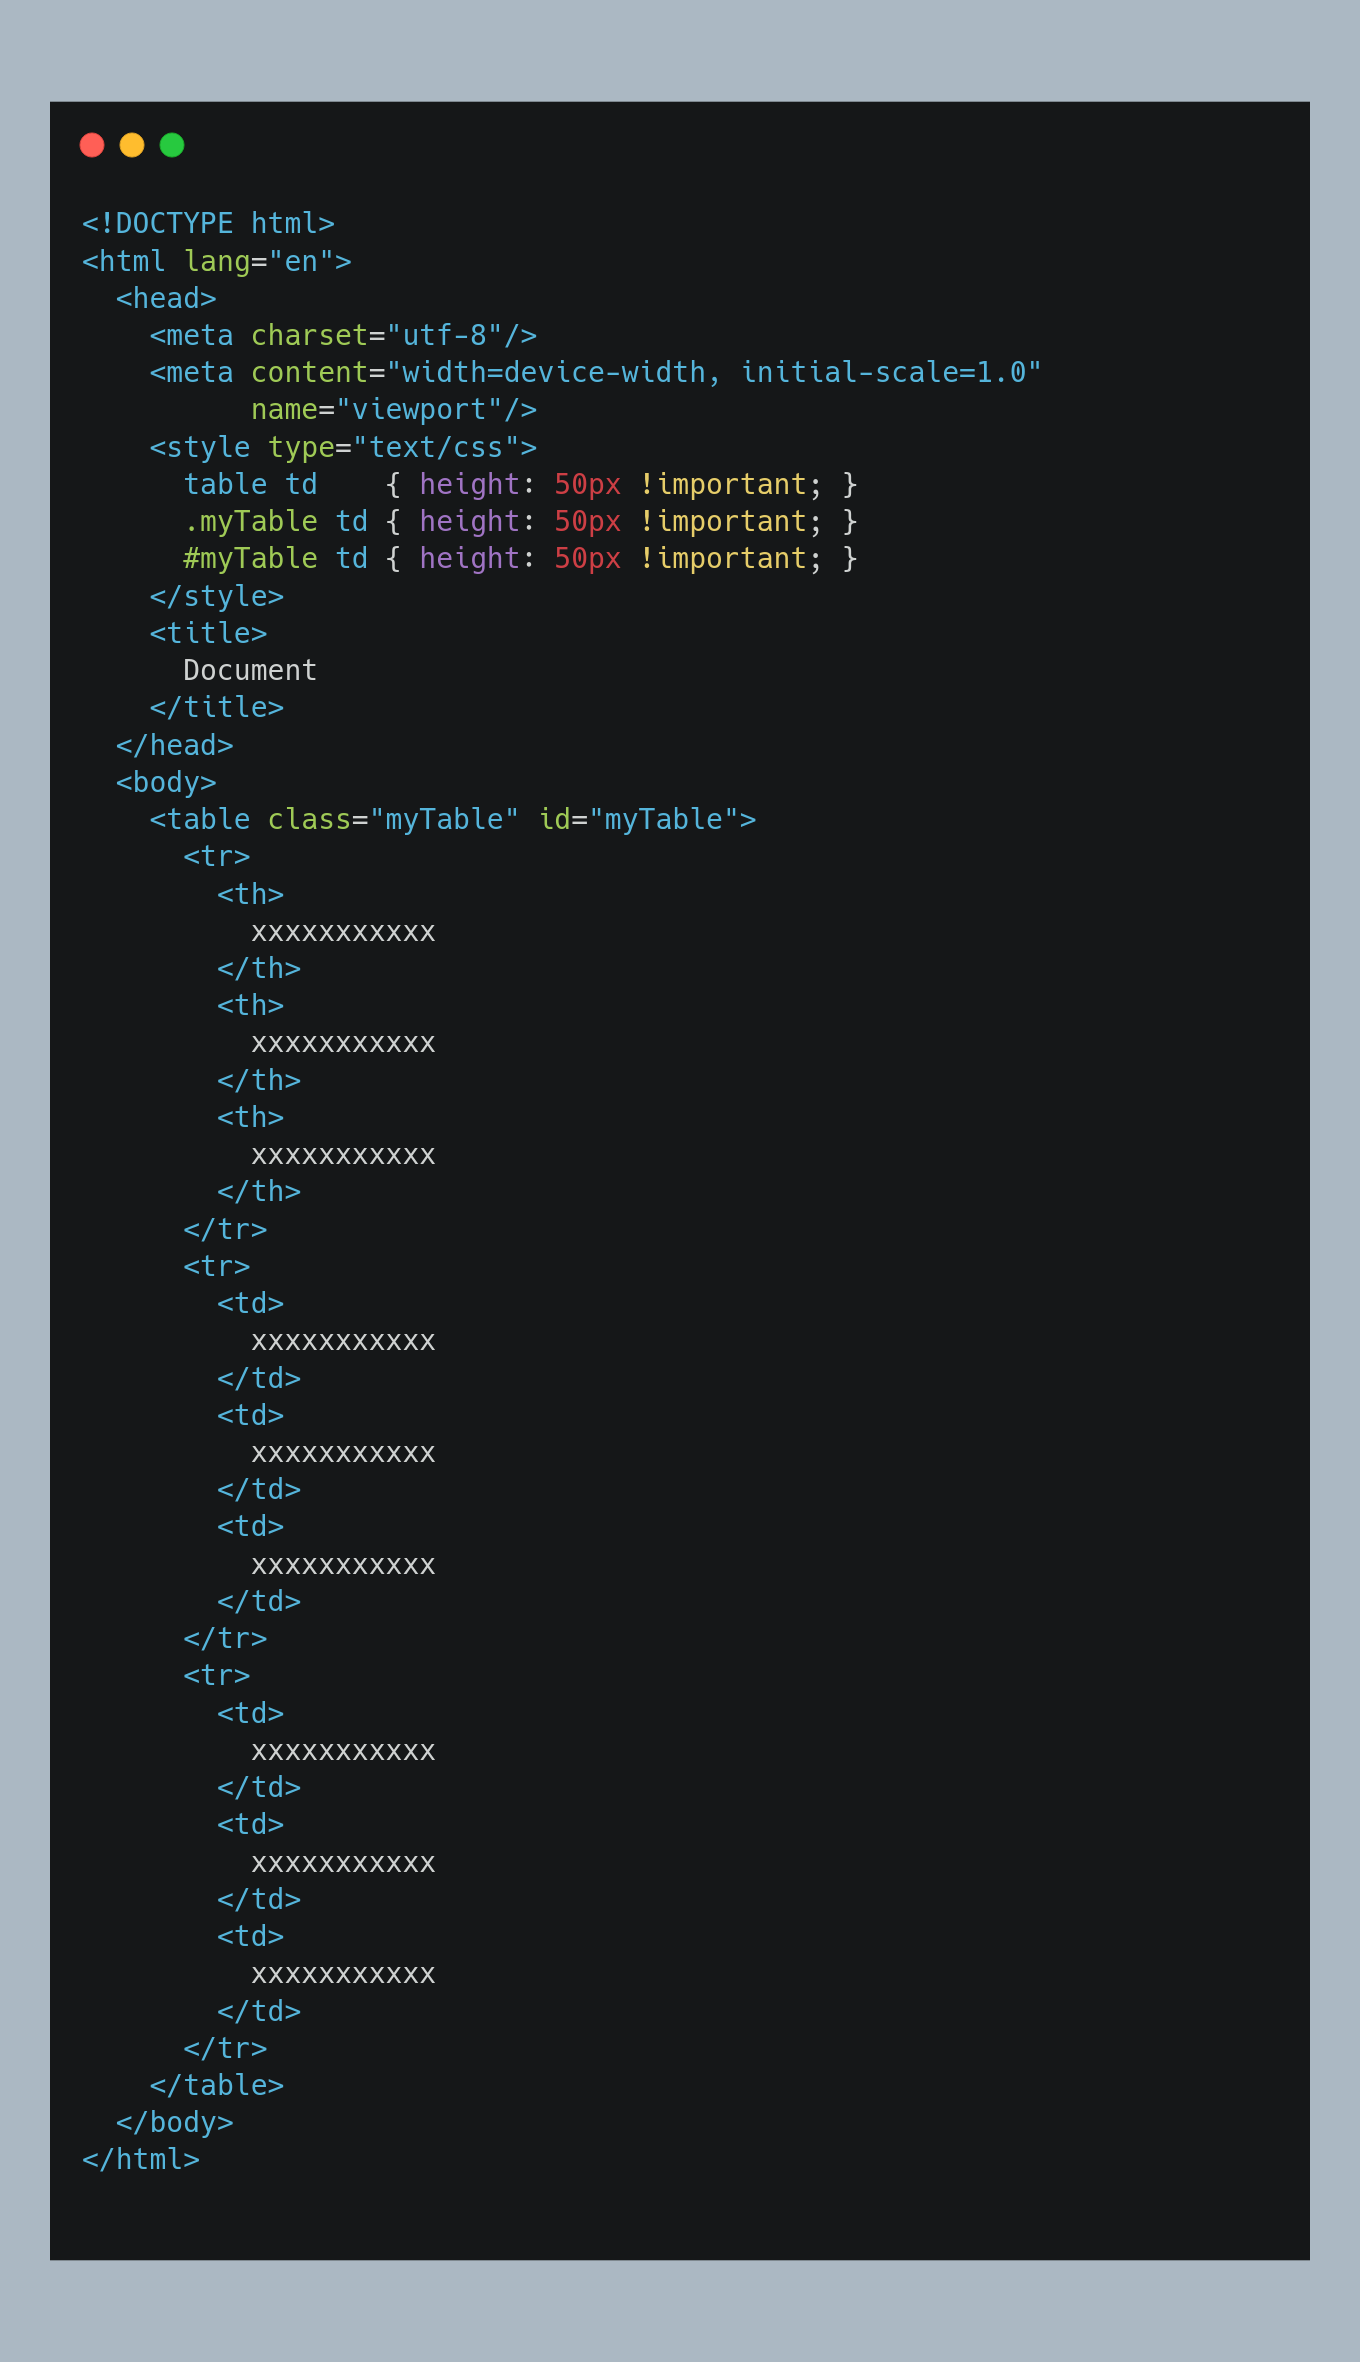 <!DOCTYPE html>
<html lang="en">
  <head>
    <meta charset="utf-8"/>
    <meta content="width=device-width, initial-scale=1.0"
          name="viewport"/>
    <style type="text/css">
      table td    { height: 50px !important; }
      .myTable td { height: 50px !important; }
      #myTable td { height: 50px !important; }
    </style>
    <title>
      Document
    </title>
  </head>
  <body>
    <table class="myTable" id="myTable">
      <tr>
        <th>
          xxxxxxxxxxx
        </th>
        <th>
          xxxxxxxxxxx
        </th>
        <th>
          xxxxxxxxxxx
        </th>
      </tr>
      <tr>
        <td>
          xxxxxxxxxxx
        </td>
        <td>
          xxxxxxxxxxx
        </td>
        <td>
          xxxxxxxxxxx
        </td>
      </tr>
      <tr>
        <td>
          xxxxxxxxxxx
        </td>
        <td>
          xxxxxxxxxxx
        </td>
        <td>
          xxxxxxxxxxx
        </td>
      </tr>
    </table>
  </body>
</html>